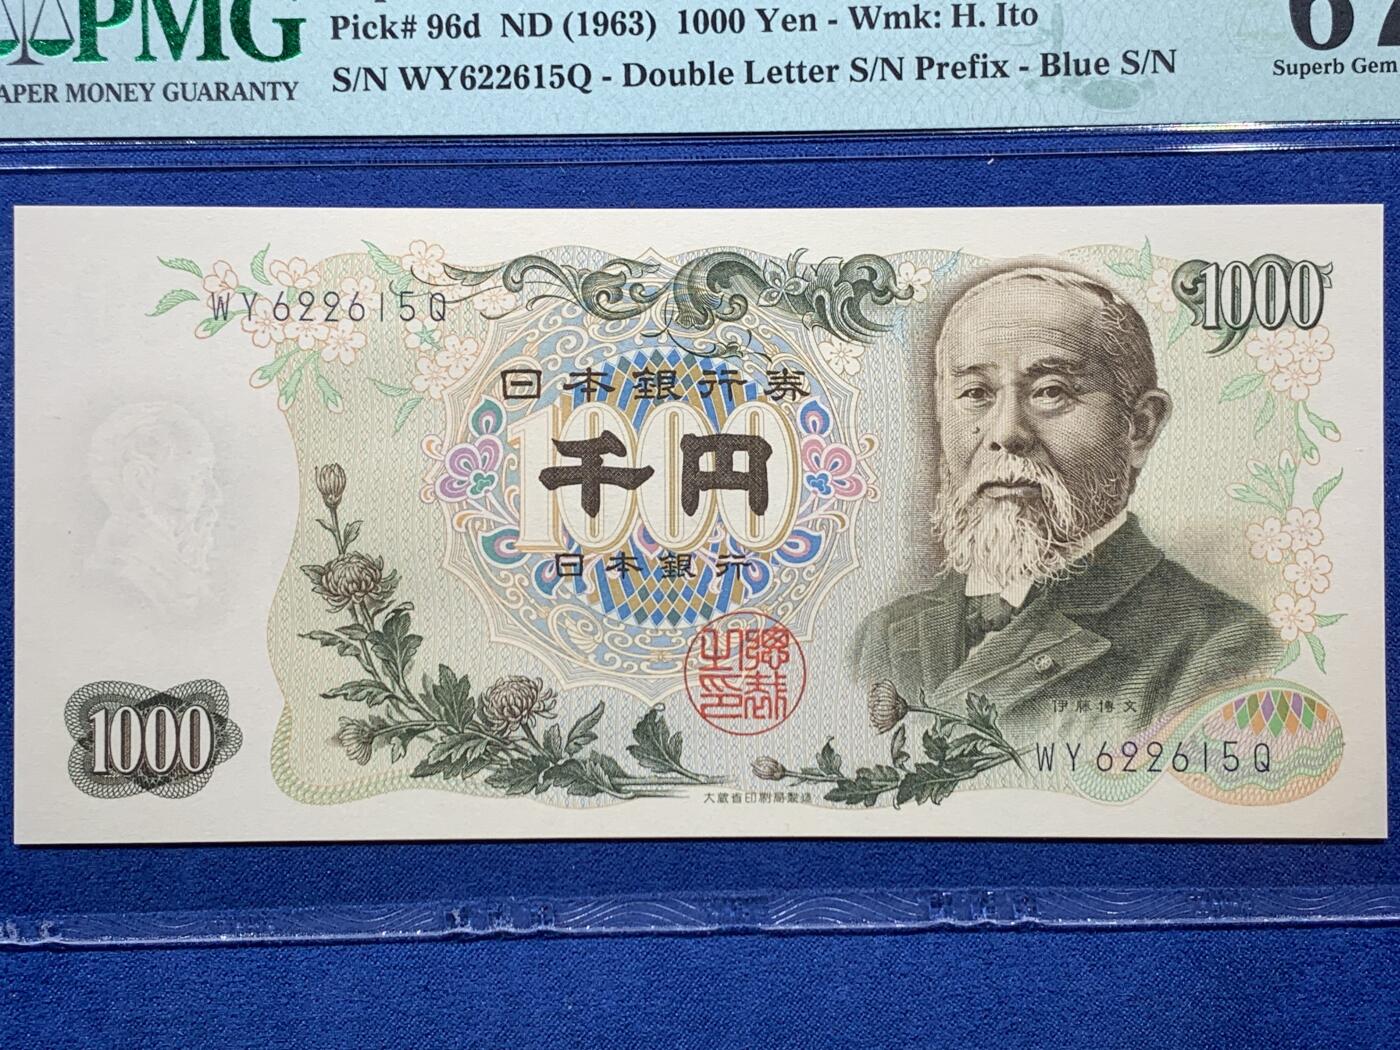 PMG
PAPER MONEY GUARANTY
Pick# 96d ND (1963) 1000 Yen - Wmk: H. Ito
S/N WY622615Q - Double Letter S/N Prefix - Blue S/N
Superb Gem
WY622615Q
1000
日本銀行券
1000
千円
日本銀行
伊藤博文
WY622615Q
1000
大蔵省印刷局製造